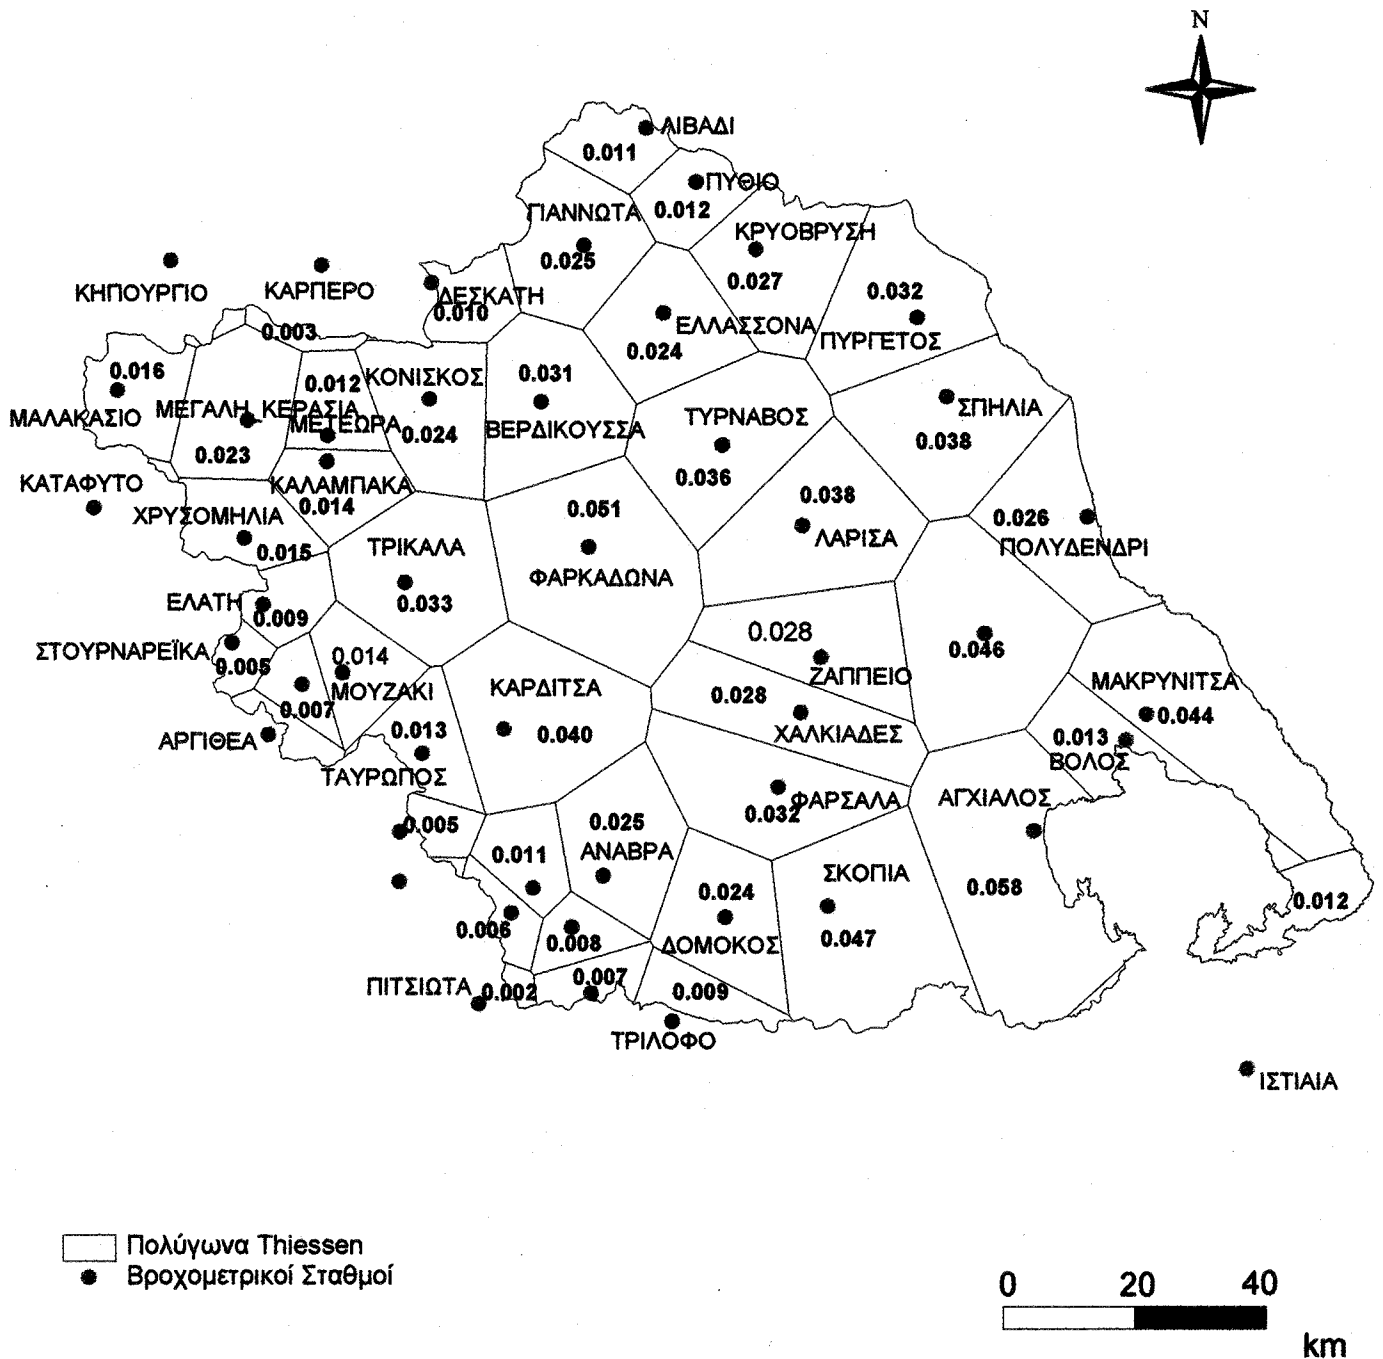 N
ΛΙΒΑΔΙ
0.011
ΠΥΘΙΟ
0.012
ΓΙΑΝΝΩΤΑ
0.025
ΚΡΥΟΒΡΥΣΗ
0.027
ΚΗΠΟΥΡΓΙΟ
ΚΑΡΠΕΡΟ
ΔΕΣΚΑΤΗ
0.010
0.032
ΠΥΡΓΕΤΟΣ
ΕΛΛΑΣΣΟΝΑ
0.024
0.003
0.016
ΜΑΛΑΚΑΣΙΟ
ΜΕΓΑΛΗ ΚΕΡΑΣΙΑ
0.023
0.012
ΜΕΤΕΩΡΑ
ΚΟΝΙΣΚΟΣ
0.024
0.031
ΒΕΡΔΙΚΟΥΣΣΑ
ΤΥΡΝΑΒΟΣ
0.036
ΣΠΗΛΙΑ
0.038
ΚΑΤΑΦΥΤΟ
ΚΑΛΑΜΠΑΚΑ
0.014
ΧΡΥΣΟΜΗΛΙΑ
0.015
0.051
ΦΑΡΚΑΔΩΝΑ
0.038
ΛΑΡΙΣΑ
0.026
ΠΟΛΥΔΕΝΔΡΙ
ΤΡΙΚΑΛΑ
0.033
ΕΛΑΤΗ
0.009
ΣΤΟΥΡΝΑΡΕΪΚΑ
0.005
0.014
ΜΟΥΖΑΚΙ
0.007
0.028
ΖΑΠΠΕΙΟ
0.046
ΚΑΡΔΙΤΣΑ
0.040
0.028
ΧΑΛΚΙΑΔΕΣ
ΜΑΚΡΥΝΙΤΣΑ
0.044
ΑΡΓΙΘΕΑ
0.013
ΤΑΥΡΩΠΟΣ
0.013
ΒΟΛΟΣ
ΦΑΡΣΑΛΑ
0.032
ΑΓΧΙΑΛΟΣ
0.058
0.005
0.011
0.025
ΑΝΑΒΡΑ
0.024
ΔΟΜΟΚΟΣ
ΣΚΟΠΙΑ
0.047
0.012
0.006
0.008
ΠΙΤΣΙΩΤΑ
0.002
0.007
0.009
ΤΡΙΛΟΦΟ
ΙΣΤΙΑΙΑ
Πολύγωνα Thiessen
Βροχομετρικοί Σταθμοί
0 20 40
km